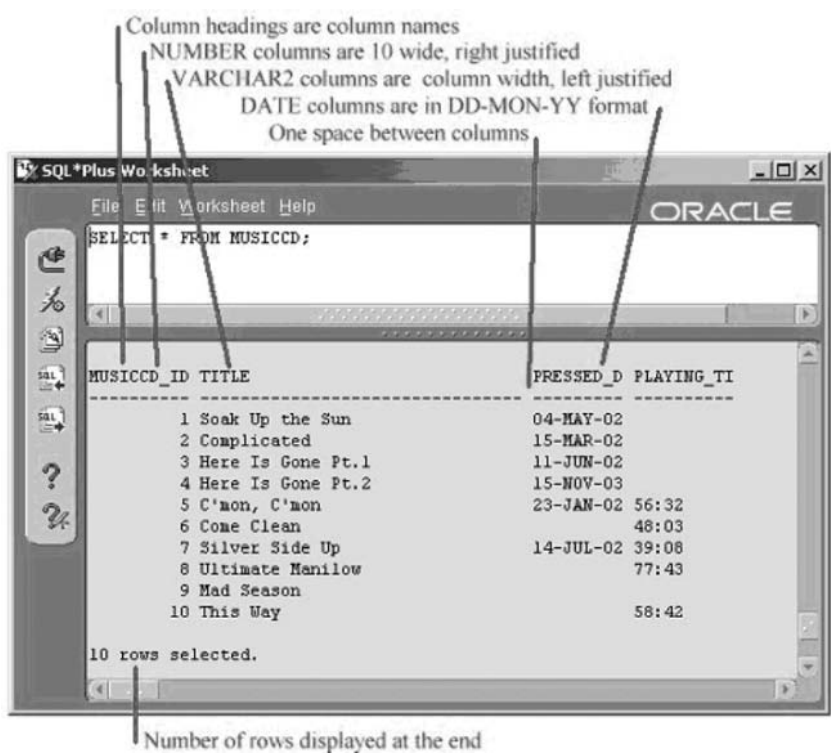 Column headings are column names
NUMBER columns are 10 wide, right justified
VARCHAR2 columns are column width, left justified
DATE columns are in DD-MON-YY format
One space between columns
SQL*Plus Worksheet
File Edit Worksheet Help
ORACLE
SELECT * FROM MUSICCD;
MUSICCD_ID TITLE PRESSED_D PLAYING_TI
---------- -------------------------------- --------- ----------
1 Soak Up the Sun 04-MAY-02
2 Complicated 15-MAR-02
3 Here Is Gone Pt.1 11-JUN-02
4 Here Is Gone Pt.2 15-NOV-03
5 C'mon, C'mon 23-JAN-02 56:32
6 Come Clean 48:03
7 Silver Side Up 14-JUL-02 39:08
8 Ultimate Manilow 77:43
9 Mad Season
10 This Way 58:42
10 rows selected.
Number of rows displayed at the end